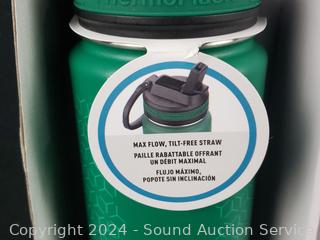 ThermoFlask
MAX FLOW, TILT-FREE STRAW
PAILLE RABATTABLE OFFRANT
UN DÉBIT MAXIMAL
FLUJO MÁXIMO,
POPOTE SIN INCLINACIÓN
Copyright 2024 - Sound Auction Service